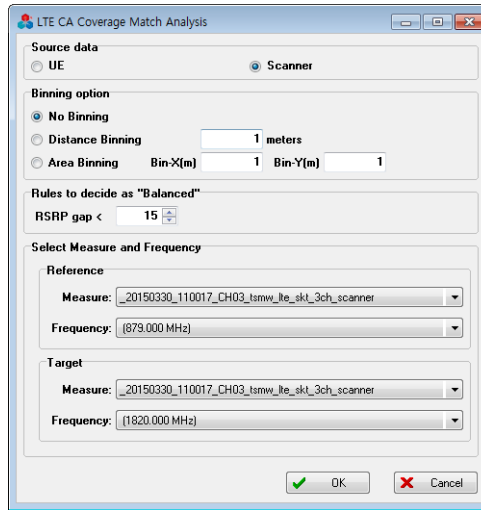 LTE CA Coverage Match Analysis
Source data
UE Scanner
Binning option
No Binning
Distance Binning 1 meters
Area Binning Bin-X(m) 1 Bin-Y(m) 1
Rules to decide as "Balanced"
RSRP gap < 15
Select Measure and Frequency
Reference
Measure: _20150330_110017_CH03_tsmw_lte_skt_3ch_scanner
Frequency: (879.000 MHz)
Target
Measure: _20150330_110017_CH03_tsmw_lte_skt_3ch_scanner
Frequency: (1820.000 MHz)
OK Cancel